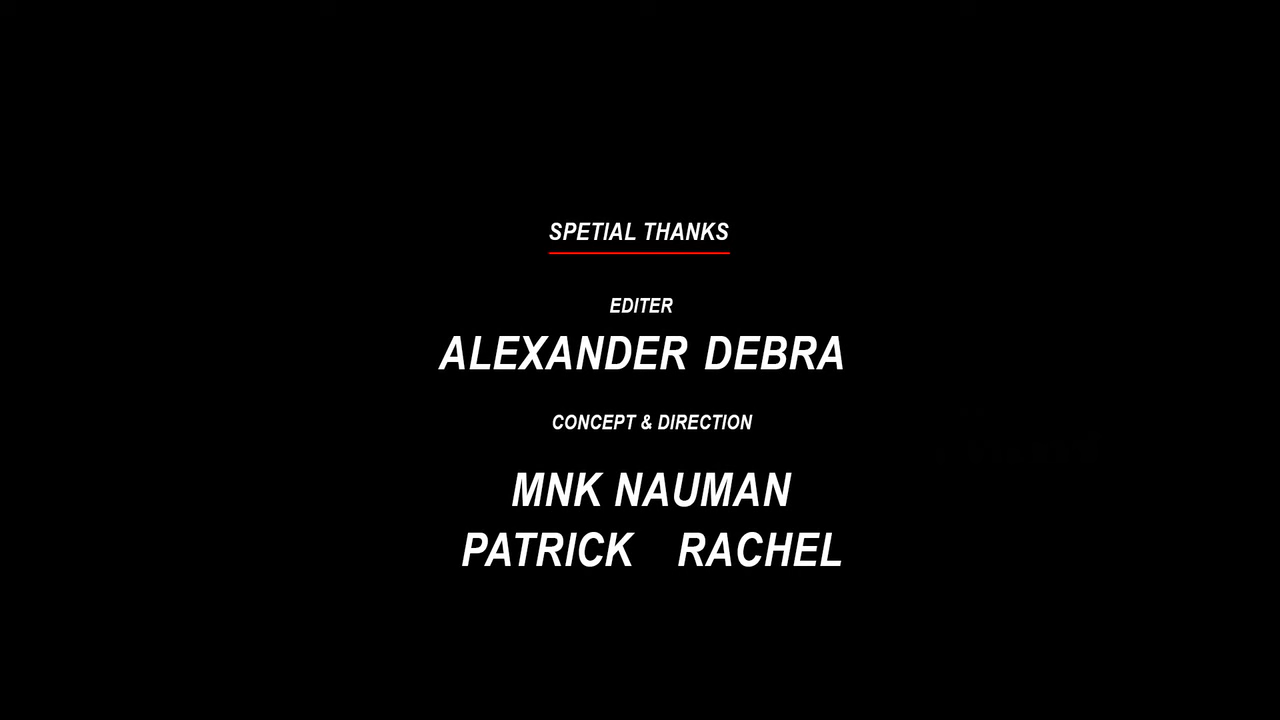 SPETIAL THANKS
EDITER
ALEXANDER DEBRA
CONCEPT & DIRECTION
MNK NAUMAN
PATRICK RACHEL